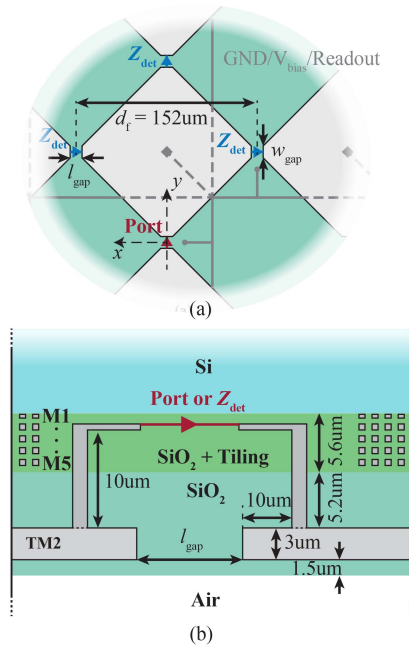 Z_det
GND/V_bias/Readout
d_f = 152um
Z_det
Z_det
l_gap
w_gap
y
Port
x
(a)
Si
M1
Port or Z_det
M5
SiO₂ + Tiling
5.6um
10um
SiO₂
10um
5.2um
l_gap
TM2
3um
1.5um
Air
(b)